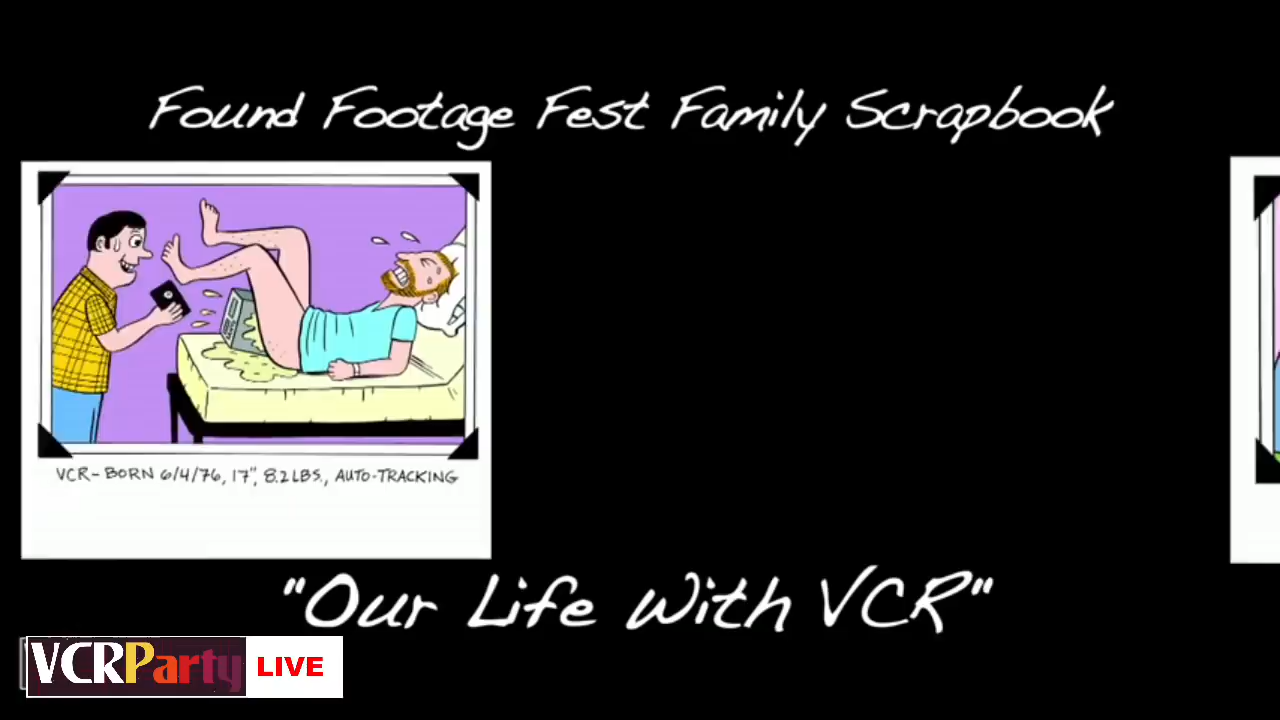 Found Footage Fest Family Scrapbook
VCR-BORN 6/4/76, 17", 8.2 LBS., AUTO-TRACKING
"Our Life With VCR"
VCRParty LIVE